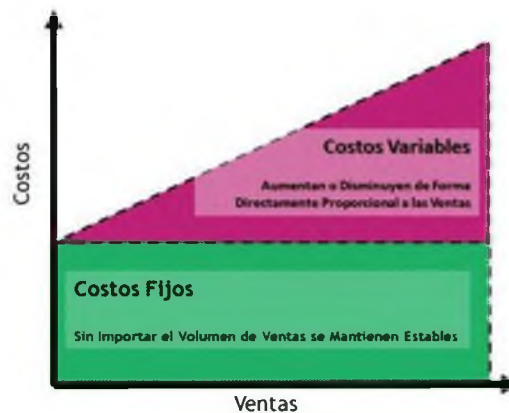 Costos
Costos Variables
Aumentan o Disminuyen de Forma
Directamente Proporcional a las Ventas
Costos Fijos
Sin Importar el Volumen de Ventas se Mantienen Estables
Ventas